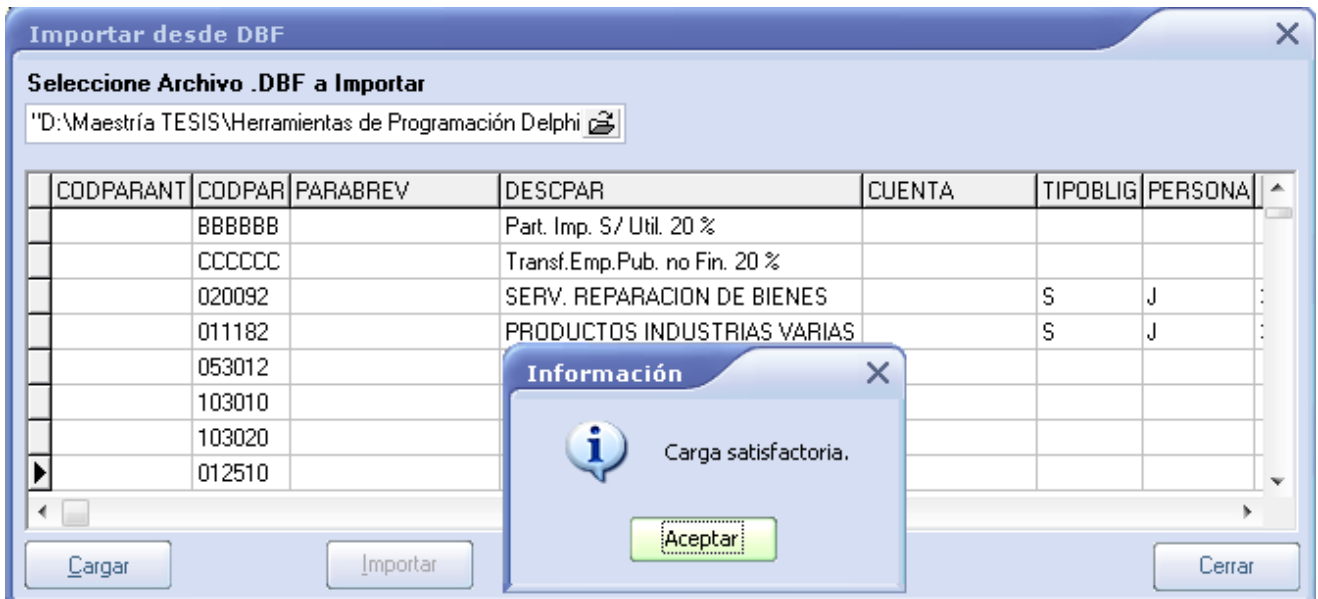 Importar desde DBF
Seleccione Archivo .DBF a Importar
"D:\Maestría TESIS\Herramientas de Programación Delphi
CODPARANT CODPAR PARABREV DESCPAR CUENTA TIPOBLIG PERSONA
BBBBBB Part. Imp. S/ Util. 20 %
CCCCCC Transf.Emp.Pub. no Fin. 20 %
020092 SERV. REPARACION DE BIENES S J
011182 PRODUCTOS INDUSTRIAS VARIAS S J
053012
103010
103020
012510
Información
Carga satisfactoria.
Aceptar
Cargar Importar Cerrar